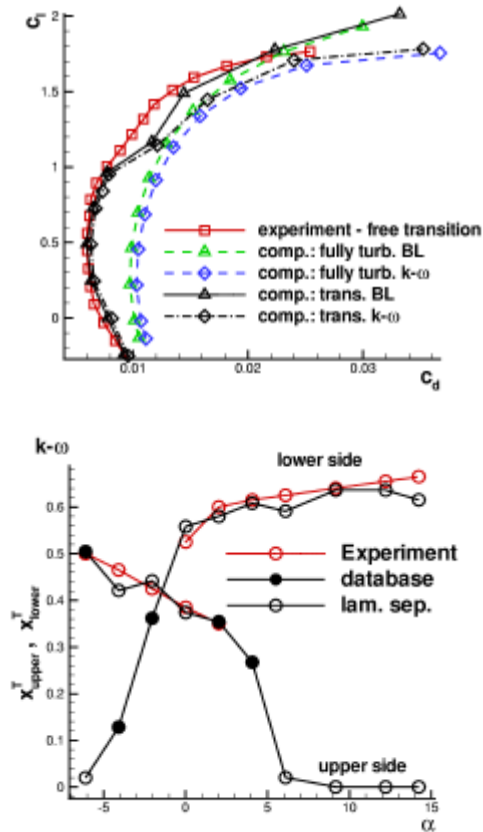 cl
2
1.5
1
0.5
0
experiment - free transition
comp.: fully turb. BL
comp.: fully turb. k-ω
comp.: trans. BL
comp.: trans. k-ω
0.01
0.02
0.03
cd
k-ω
lower side
0.6
0.5
0.4
0.3
0.2
0.1
0
Experiment
database
lam. sep.
X^T_upper , X^T_lower
upper side
-5
0
5
10
15
α